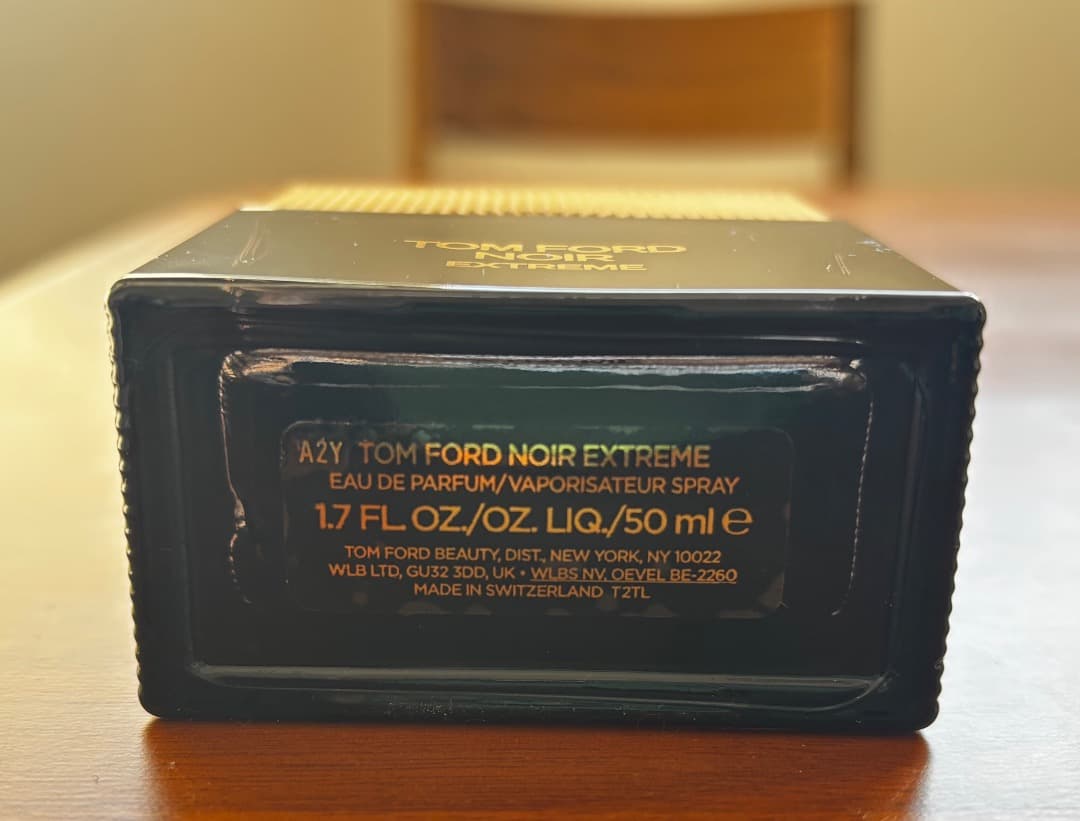 TOM FORD
NOIR
EXTREME
A2Y TOM FORD NOIR EXTREME
EAU DE PARFUM/VAPORISATEUR SPRAY
1.7 FL. OZ./OZ. LIQ./50 ml ℮
TOM FORD BEAUTY, DIST., NEW YORK, NY 10022
WLB LTD, GU32 3DD, UK • WLBS NV, OEVEL BE-2260
MADE IN SWITZERLAND T2TL